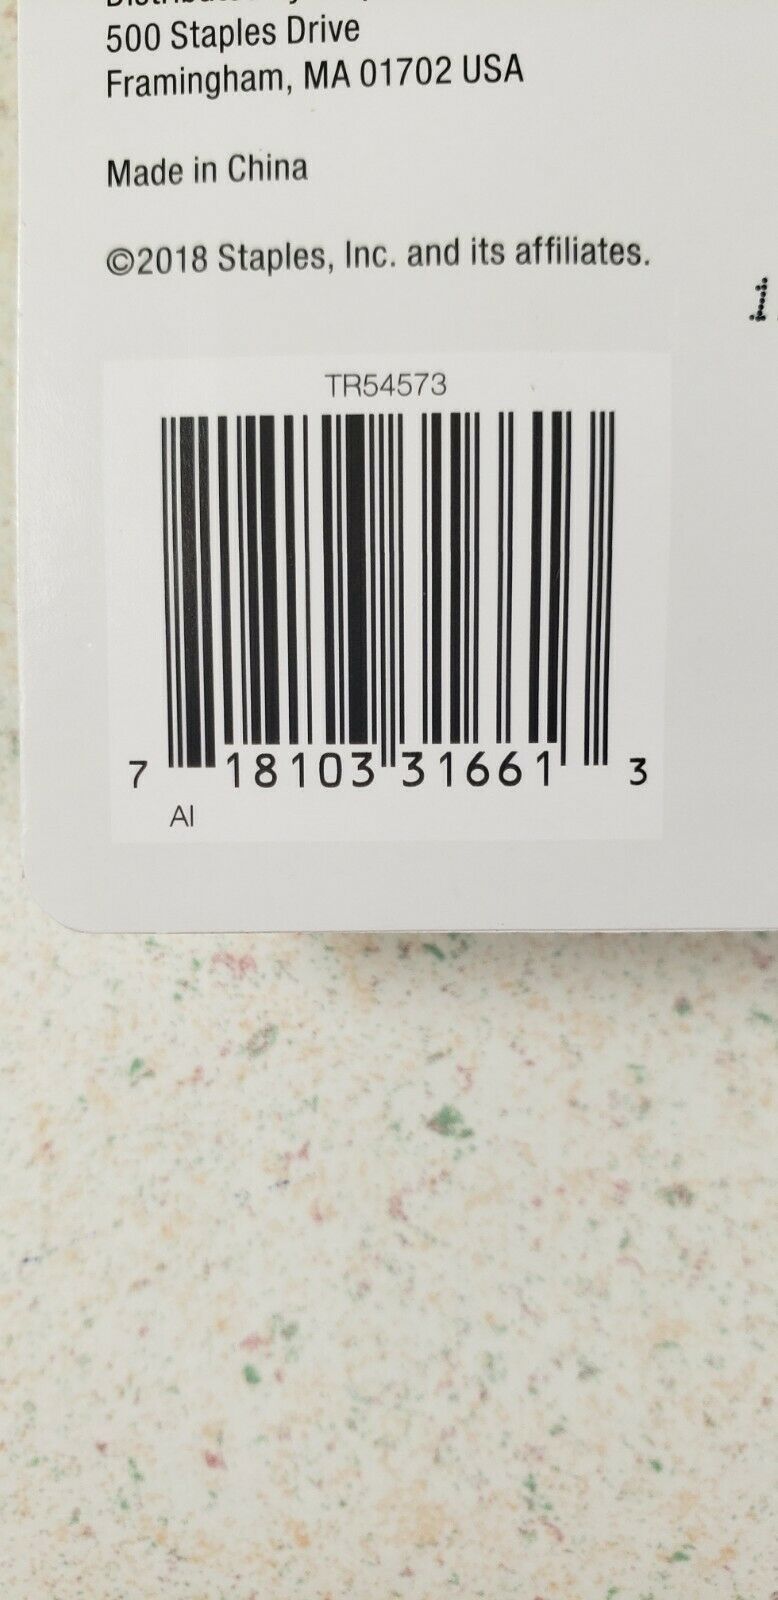 500 Staples Drive
Framingham, MA 01702 USA
Made in China
©2018 Staples, Inc. and its affiliates.
TR54573
7 18103 31661 3
AI